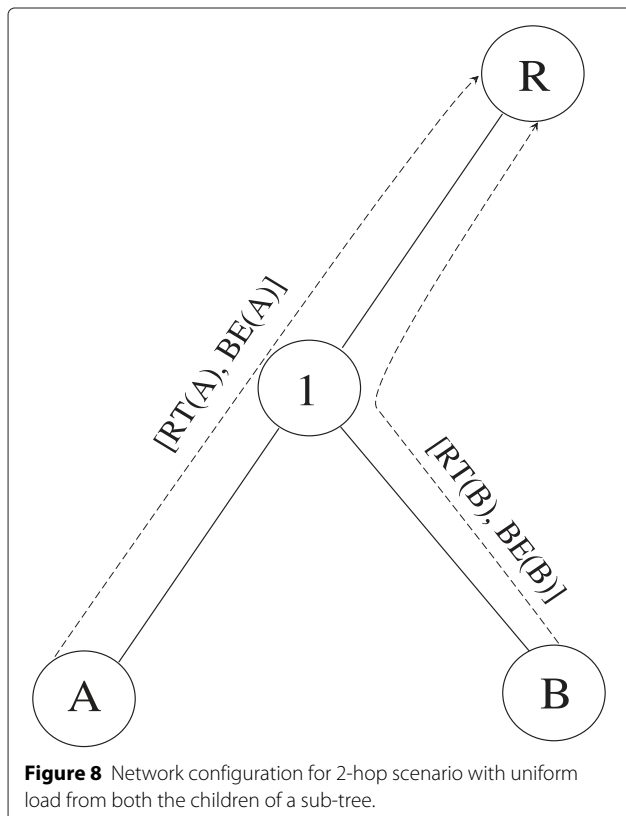 R
[RT(A), BE(A)]
1
[RT(B), BE(B)]
A
B
Figure 8 Network configuration for 2-hop scenario with uniform
load from both the children of a sub-tree.